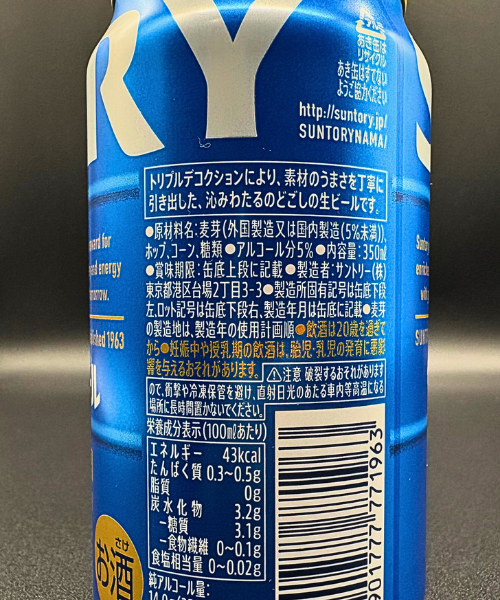 RY
あき缶は
リサイクル
あき缶はすてない
ようご協力ください
http://suntory.jp/
SUNTORYNAMA/
トリプルデコクションにより、素材のうまさを丁寧に
引き出した、沁みわたるのどごしの生ビールです。
●原材料名:麦芽(外国製造又は国内製造(5%未満))、
ホップ、コーン、糖類●アルコール分5%●内容量:350ml
●賞味期限:缶底上段に記載●製造者:サントリー(株)
東京都港区台場2丁目3-3●製造所固有記号は缶底下段
左、ロット記号は缶底下段右、製造年月は缶底に記載●麦芽
の製造地は、製造年の使用計画順●飲酒は20歳を過ぎて
から●妊娠中や授乳期の飲酒は、胎児・乳児の発育に悪影
響を与えるおそれがあります。
⚠注意 破裂するおそれがあります
ので、衝撃や冷凍保管を避け、直射日光のあたる車内等高温になる
場所に長時間置かないでください。
栄養成分表示(100mlあたり)
エネルギー 43kcal
たんぱく質 0.3~0.5g
脂質 0g
炭水化物 3.2g
-糖質 3.1g
-食物繊維 0~0.1g
食塩相当量 0~0.02g
純アルコール量:
ward for
and energy
orrow.
blished 1963
ル
お酒
さけ
901777 771963